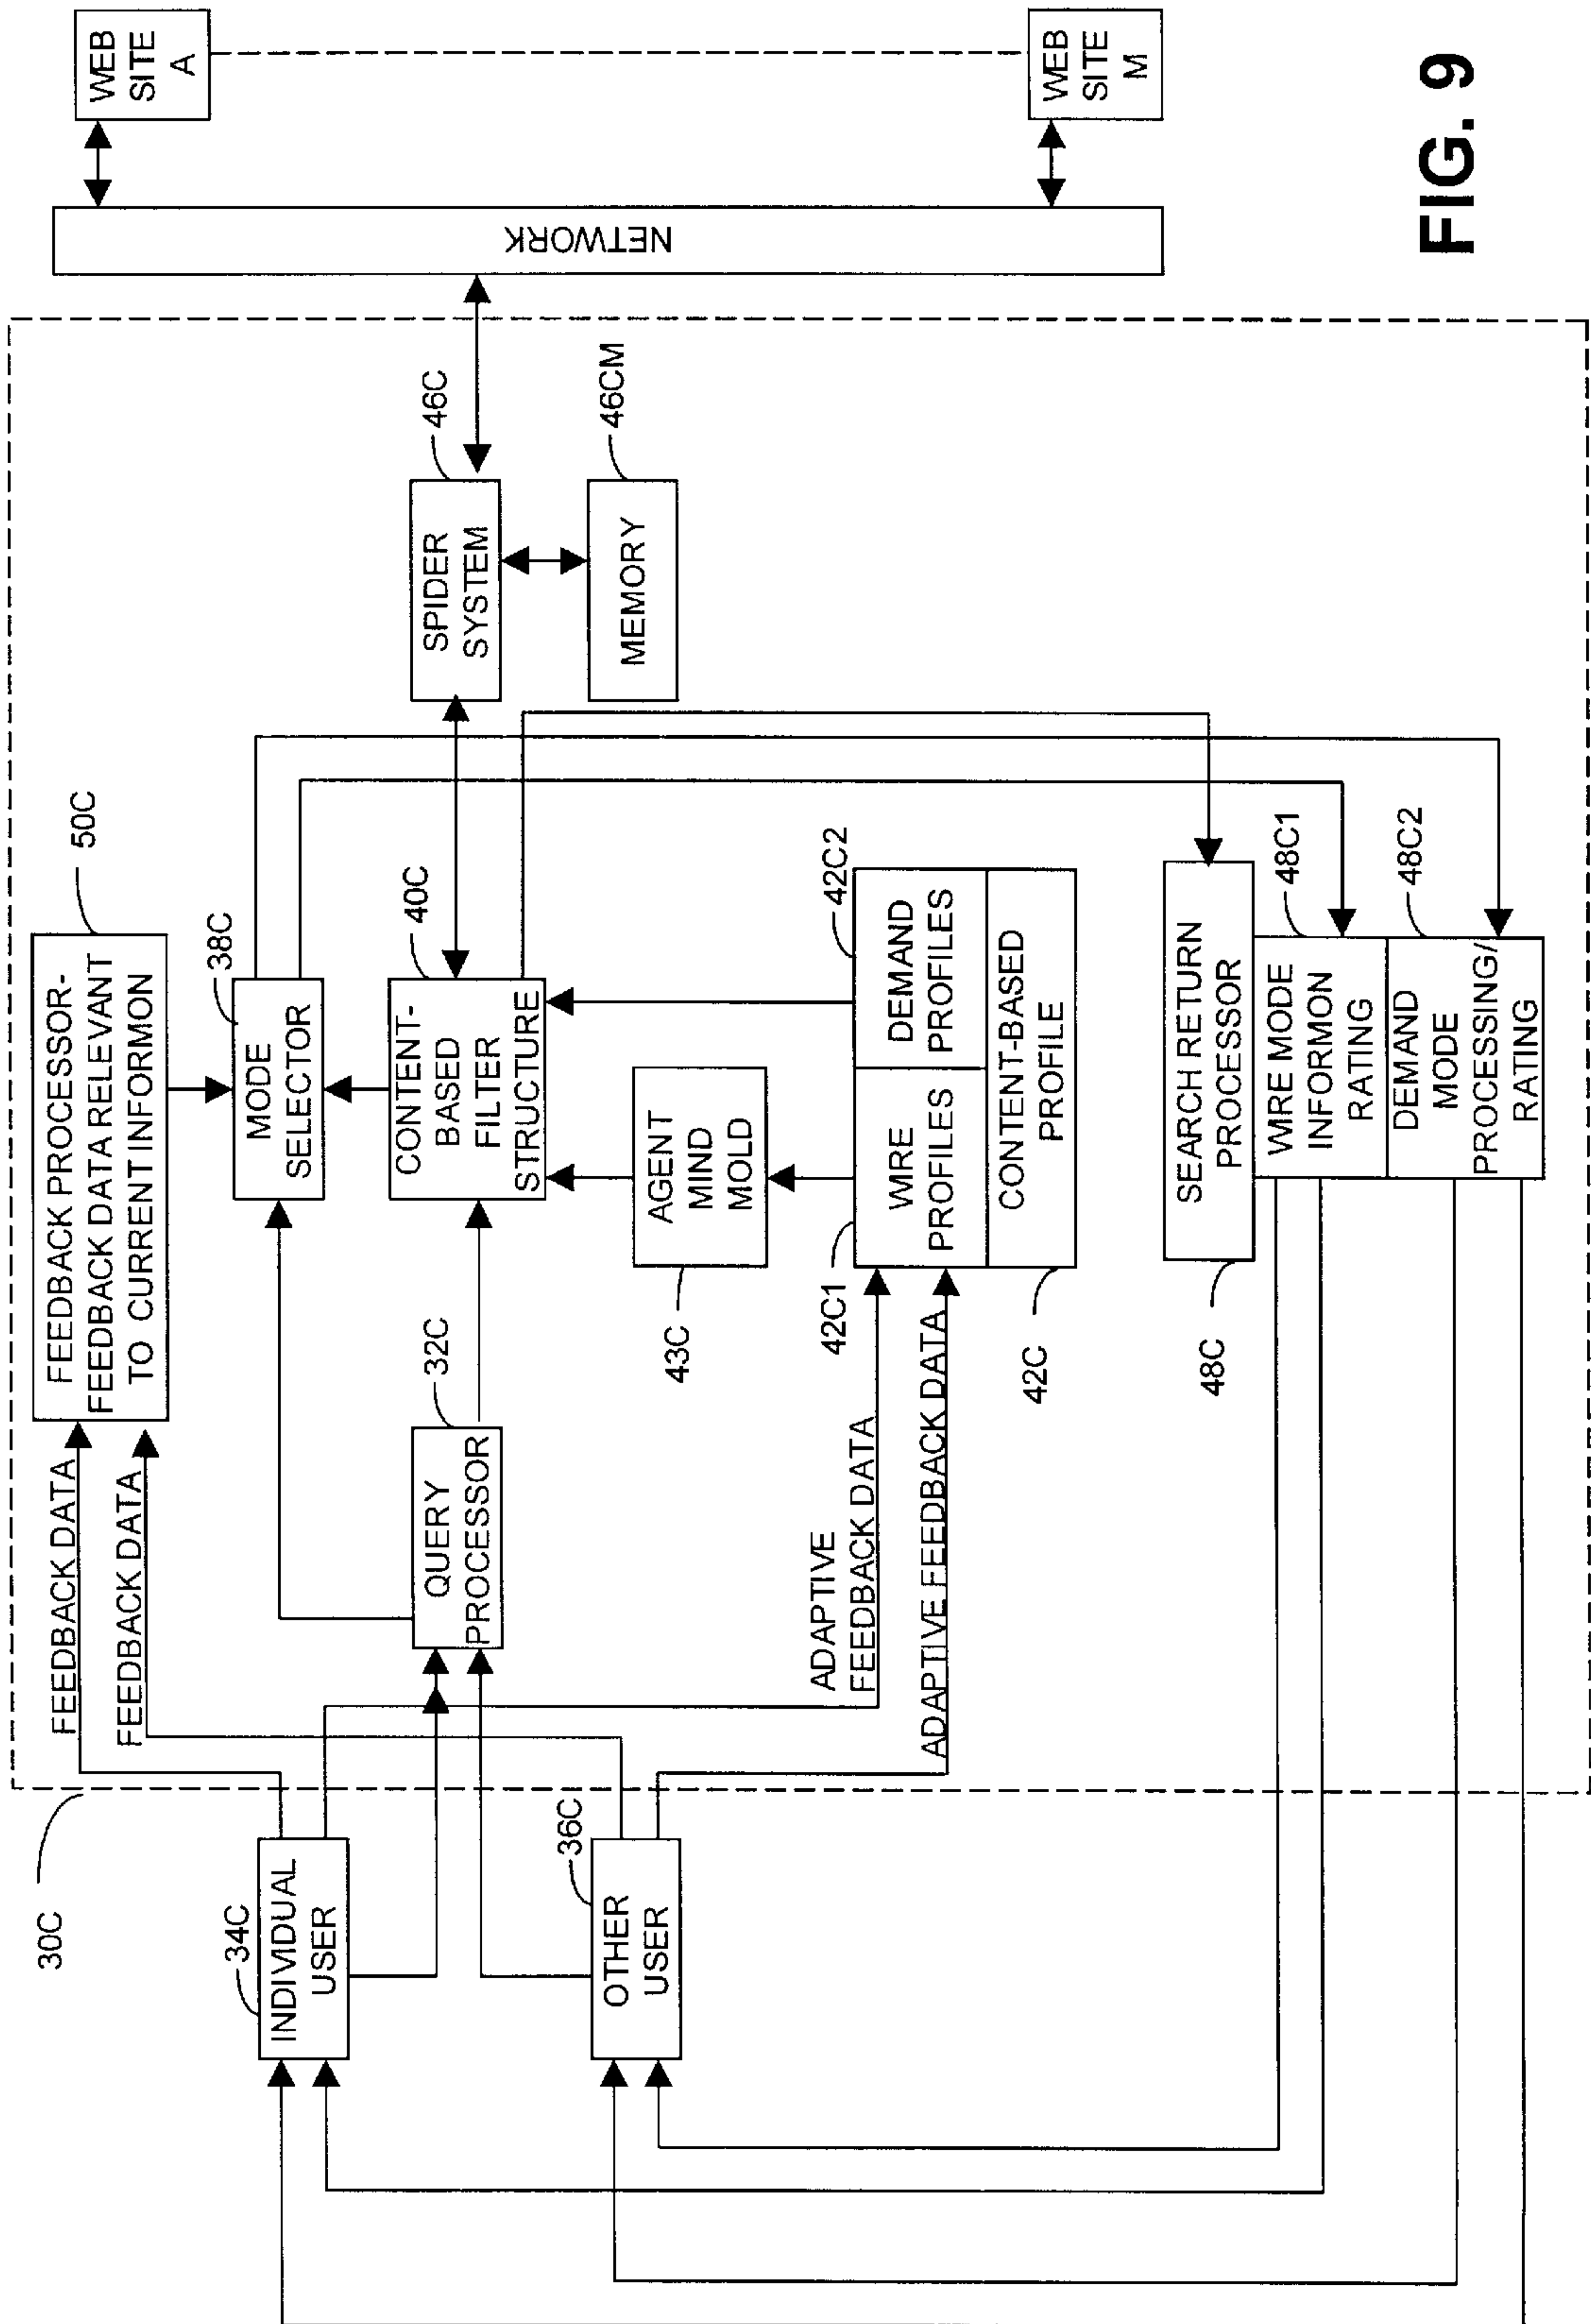 30C
INDIVIDUAL
USER
34C
OTHER
USER
36C
FEEDBACK DATA
FEEDBACK DATA
FEEDBACK PROCESSOR-
FEEDBACK DATA RELEVANT
TO CURRENT INFORMON
50C
QUERY
PROCESSOR
32C
MODE
SELECTOR
38C
CONTENT-
BASED
FILTER
STRUCTURE
40C
ADAPTIVE
FEEDBACK DATA
ADAPTIVE FEEDBACK DATA
AGENT
MIND
MOLD
43C
WIRE
PROFILES
42C1
DEMAND
PROFILES
42C2
CONTENT-BASED
PROFILE
42C
SPIDER
SYSTEM
46C
MEMORY
46CM
SEARCH RETURN
PROCESSOR
48C
WIRE MODE
INFORMON
RATING
48C1
DEMAND
MODE
PROCESSING/
RATING
48C2
NETWORK
WEB
SITE
A
WEB
SITE
M
FIG. 9